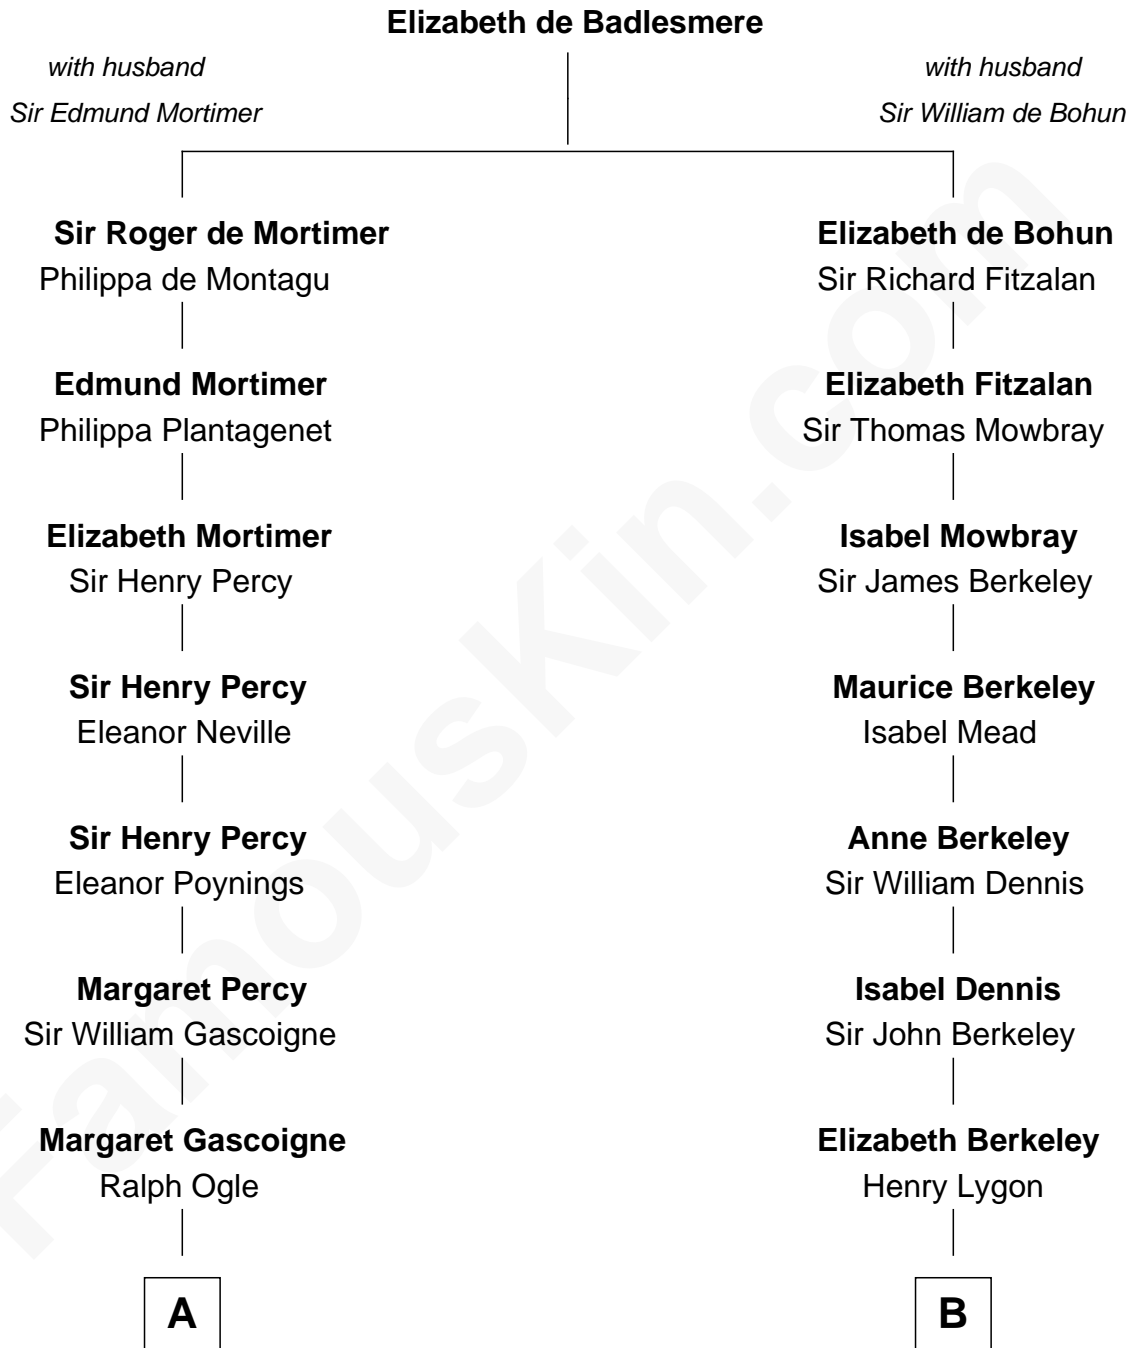 Elizabeth de Badlesmere
with husband
Sir Edmund Mortimer
with husband
Sir William de Bohun
Sir Roger de Mortimer
Philippa de Montagu
Elizabeth de Bohun
Sir Richard Fitzalan
Edmund Mortimer
Philippa Plantagenet
Elizabeth Fitzalan
Sir Thomas Mowbray
Elizabeth Mortimer
Sir Henry Percy
Isabel Mowbray
Sir James Berkeley
Sir Henry Percy
Eleanor Neville
Maurice Berkeley
Isabel Mead
Sir Henry Percy
Eleanor Poynings
Anne Berkeley
Sir William Dennis
Margaret Percy
Sir William Gascoigne
Isabel Dennis
Sir John Berkeley
Margaret Gascoigne
Ralph Ogle
Elizabeth Berkeley
Henry Lygon
A
B
FamousKin.com